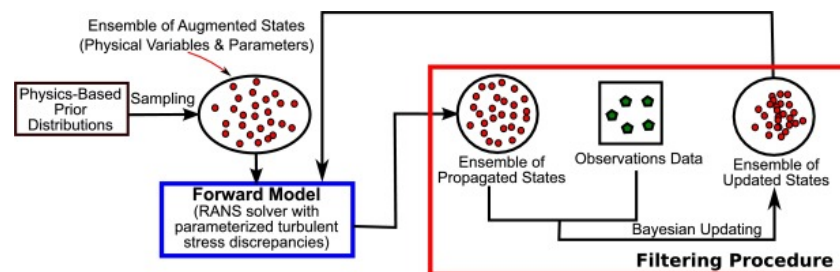 Ensemble of Augmented States
(Physical Variables & Parameters)
Physics-Based
Prior
Distributions
Sampling
Forward Model
(RANS solver with
parameterized turbulent
stress discrepancies)
Ensemble of
Propagated States
Observations Data
Ensemble of
Updated States
Bayesian Updating
Filtering Procedure